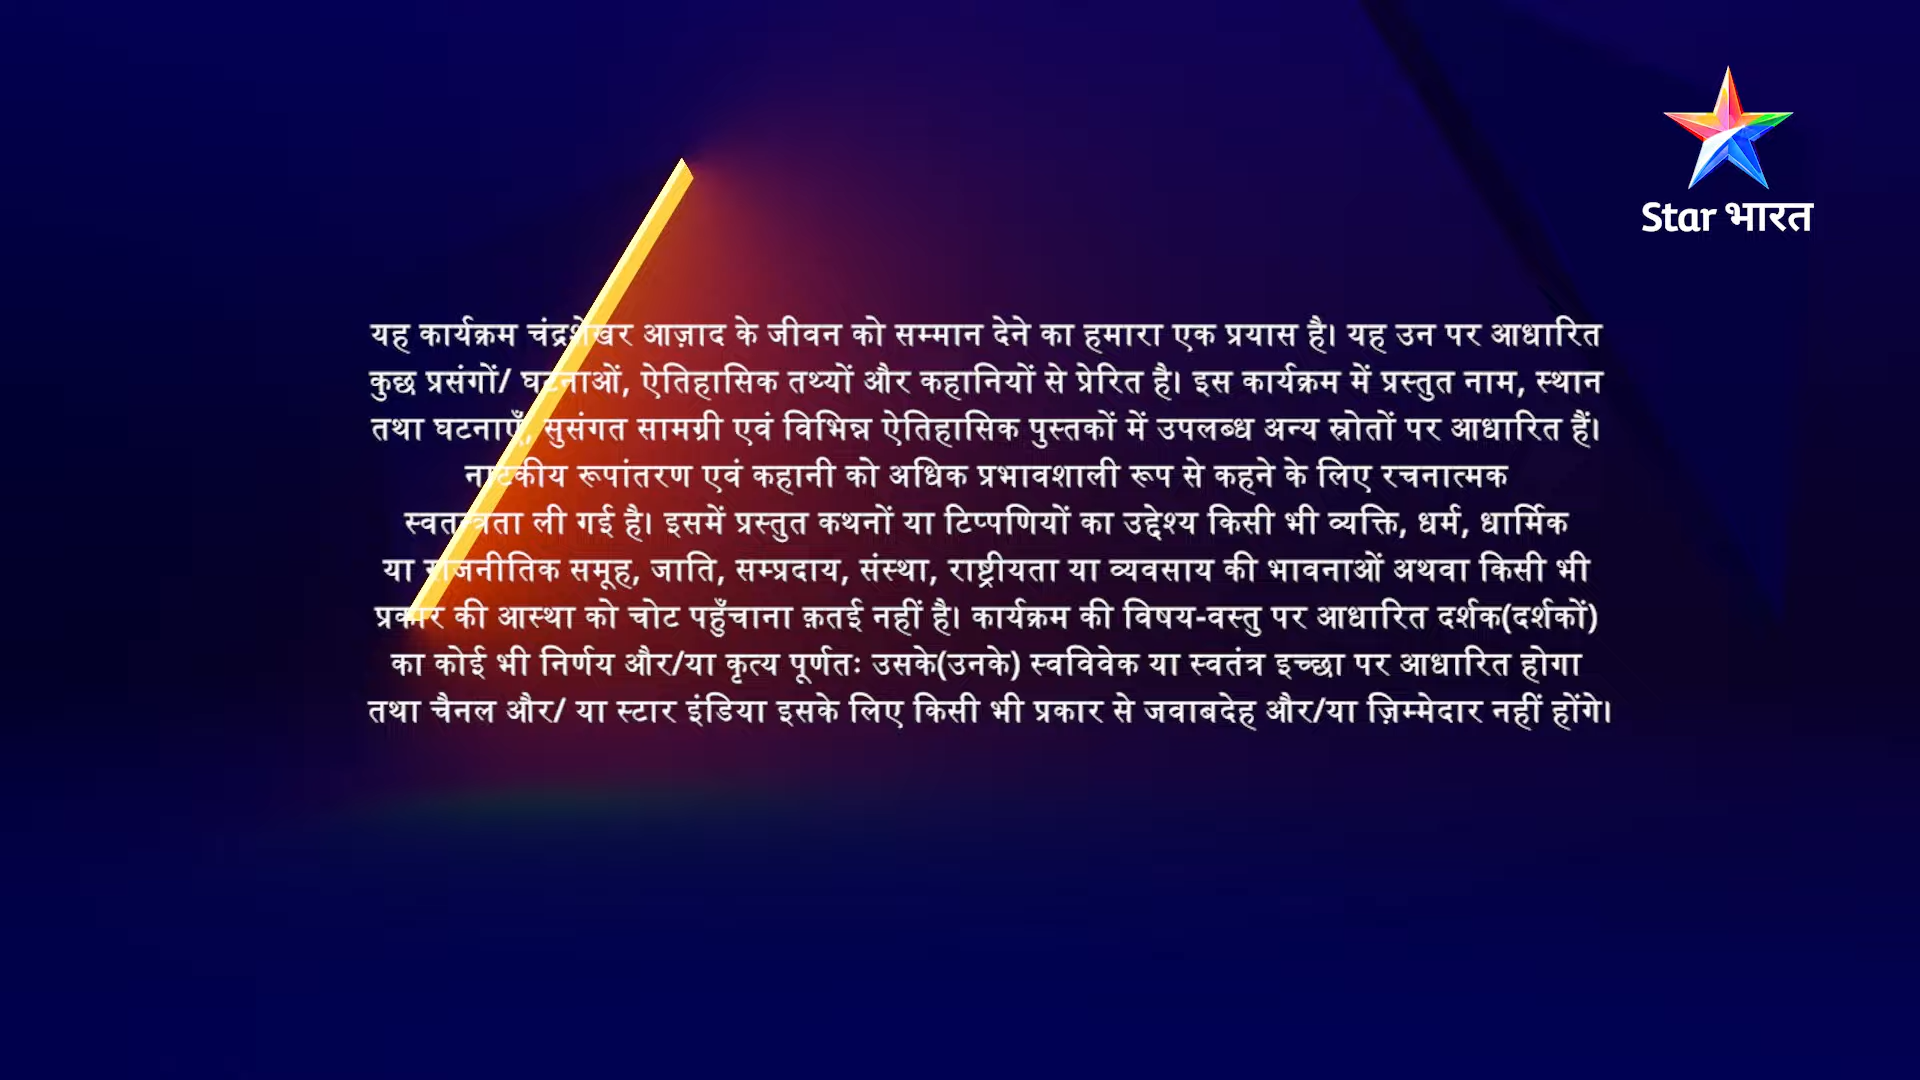 Star भारत
यह कार्यक्रम चंद्रशेखर आज़ाद के जीवन को सम्मान देने का हमारा एक प्रयास है। यह उन पर आधारित
कुछ प्रसंगों/ घटनाओं, ऐतिहासिक तथ्यों और कहानियों से प्रेरित है। इस कार्यक्रम में प्रस्तुत नाम, स्थान
तथा घटनाएँ, सुसंगत सामग्री एवं विभिन्न ऐतिहासिक पुस्तकों में उपलब्ध अन्य स्रोतों पर आधारित हैं।
नाटकीय रूपांतरण एवं कहानी को अधिक प्रभावशाली रूप से कहने के लिए रचनात्मक
स्वतन्त्रता ली गई है। इसमें प्रस्तुत कथनों या टिप्पणियों का उद्देश्य किसी भी व्यक्ति, धर्म, धार्मिक
या राजनीतिक समूह, जाति, सम्प्रदाय, संस्था, राष्ट्रीयता या व्यवसाय की भावनाओं अथवा किसी भी
प्रकार की आस्था को चोट पहुँचाना क़तई नहीं है। कार्यक्रम की विषय-वस्तु पर आधारित दर्शक(दर्शकों)
का कोई भी निर्णय और/या कृत्य पूर्णतः उसके(उनके) स्वविवेक या स्वतंत्र इच्छा पर आधारित होगा
तथा चैनल और/ या स्टार इंडिया इसके लिए किसी भी प्रकार से जवाबदेह और/या ज़िम्मेदार नहीं होंगे।